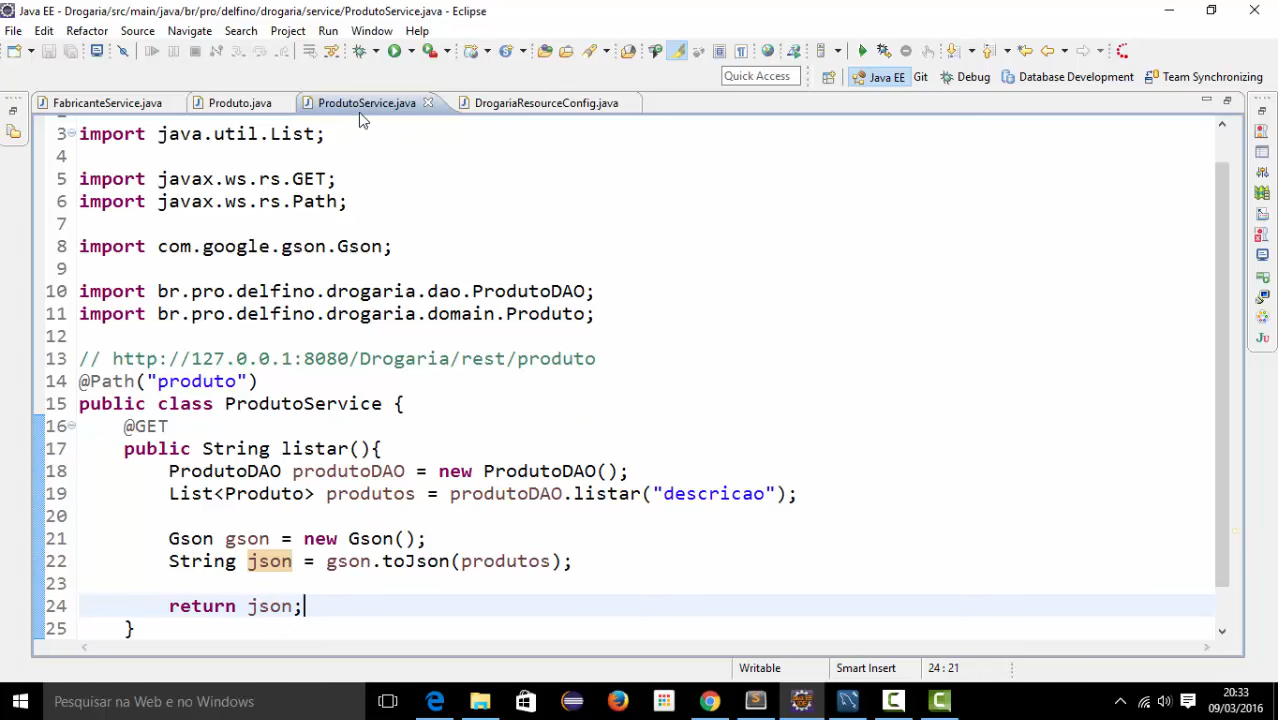 Java EE - Drogaria/src/main/java/br/pro/delfino/drogaria/service/ProdutoService.java - Eclipse
File Edit Refactor Source Navigate Search Project Run Window Help
Quick Access
Java EE Git Debug Database Development Team Synchronizing
FabricanteService.java Produto.java ProdutoService.java DrogariaResourceConfig.java
3 import java.util.List;
4
5 import javax.ws.rs.GET;
6 import javax.ws.rs.Path;
7
8 import com.google.gson.Gson;
9
10 import br.pro.delfino.drogaria.dao.ProdutoDAO;
11 import br.pro.delfino.drogaria.domain.Produto;
12
13 // http://127.0.0.1:8080/Drogaria/rest/produto
14 @Path("produto")
15 public class ProdutoService {
16 @GET
17 public String listar(){
18 ProdutoDAO produtoDAO = new ProdutoDAO();
19 List<Produto> produtos = produtoDAO.listar("descricao");
20
21 Gson gson = new Gson();
22 String json = gson.toJson(produtos);
23
24 return json;
25 }
Writable Smart Insert 24 : 21
Pesquisar na Web e no Windows
20:33
09/03/2016